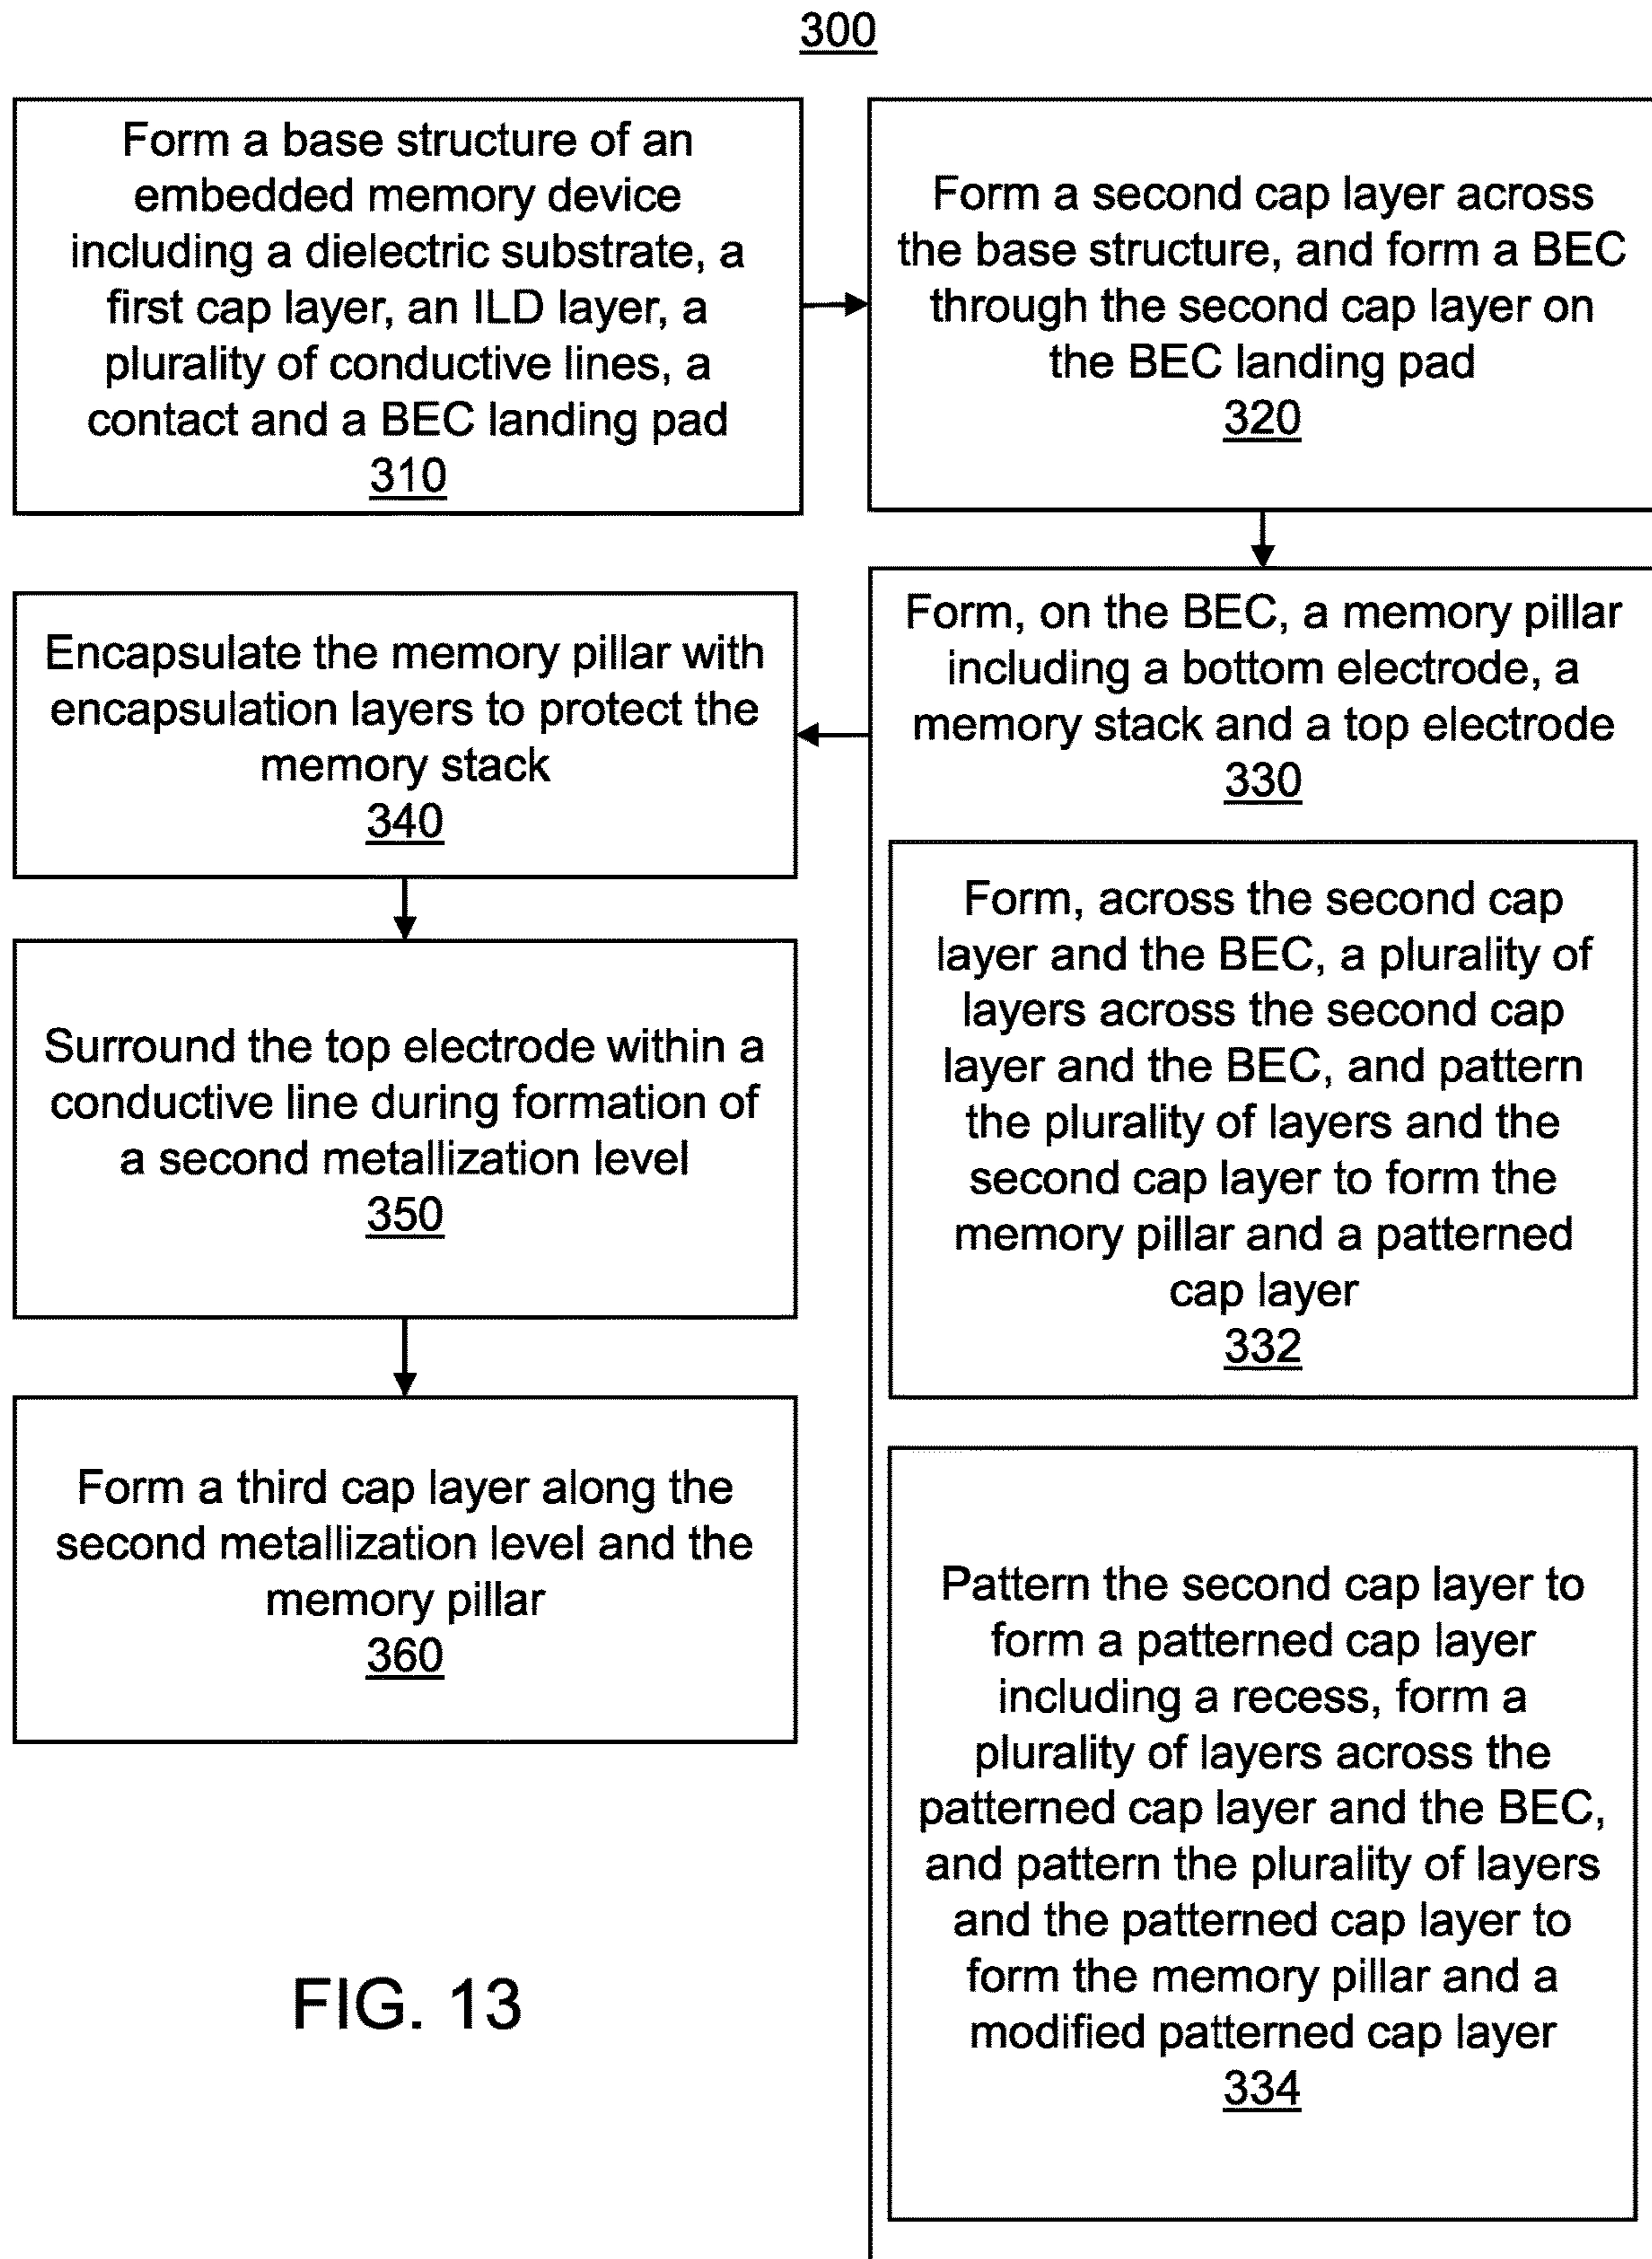 300
Form a base structure of an
embedded memory device
including a dielectric substrate, a
first cap layer, an ILD layer, a
plurality of conductive lines, a
contact and a BEC landing pad
310
Form a second cap layer across
the base structure, and form a BEC
through the second cap layer on
the BEC landing pad
320
Form, on the BEC, a memory pillar
including a bottom electrode, a
memory stack and a top electrode
330
Form, across the second cap
layer and the BEC, a plurality of
layers across the second cap
layer and the BEC, and pattern
the plurality of layers and the
second cap layer to form the
memory pillar and a patterned
cap layer
332
Pattern the second cap layer to
form a patterned cap layer
including a recess, form a
plurality of layers across the
patterned cap layer and the BEC,
and pattern the plurality of layers
and the patterned cap layer to
form the memory pillar and a
modified patterned cap layer
334
Encapsulate the memory pillar with
encapsulation layers to protect the
memory stack
340
Surround the top electrode within a
conductive line during formation of
a second metallization level
350
Form a third cap layer along the
second metallization level and the
memory pillar
360
FIG. 13